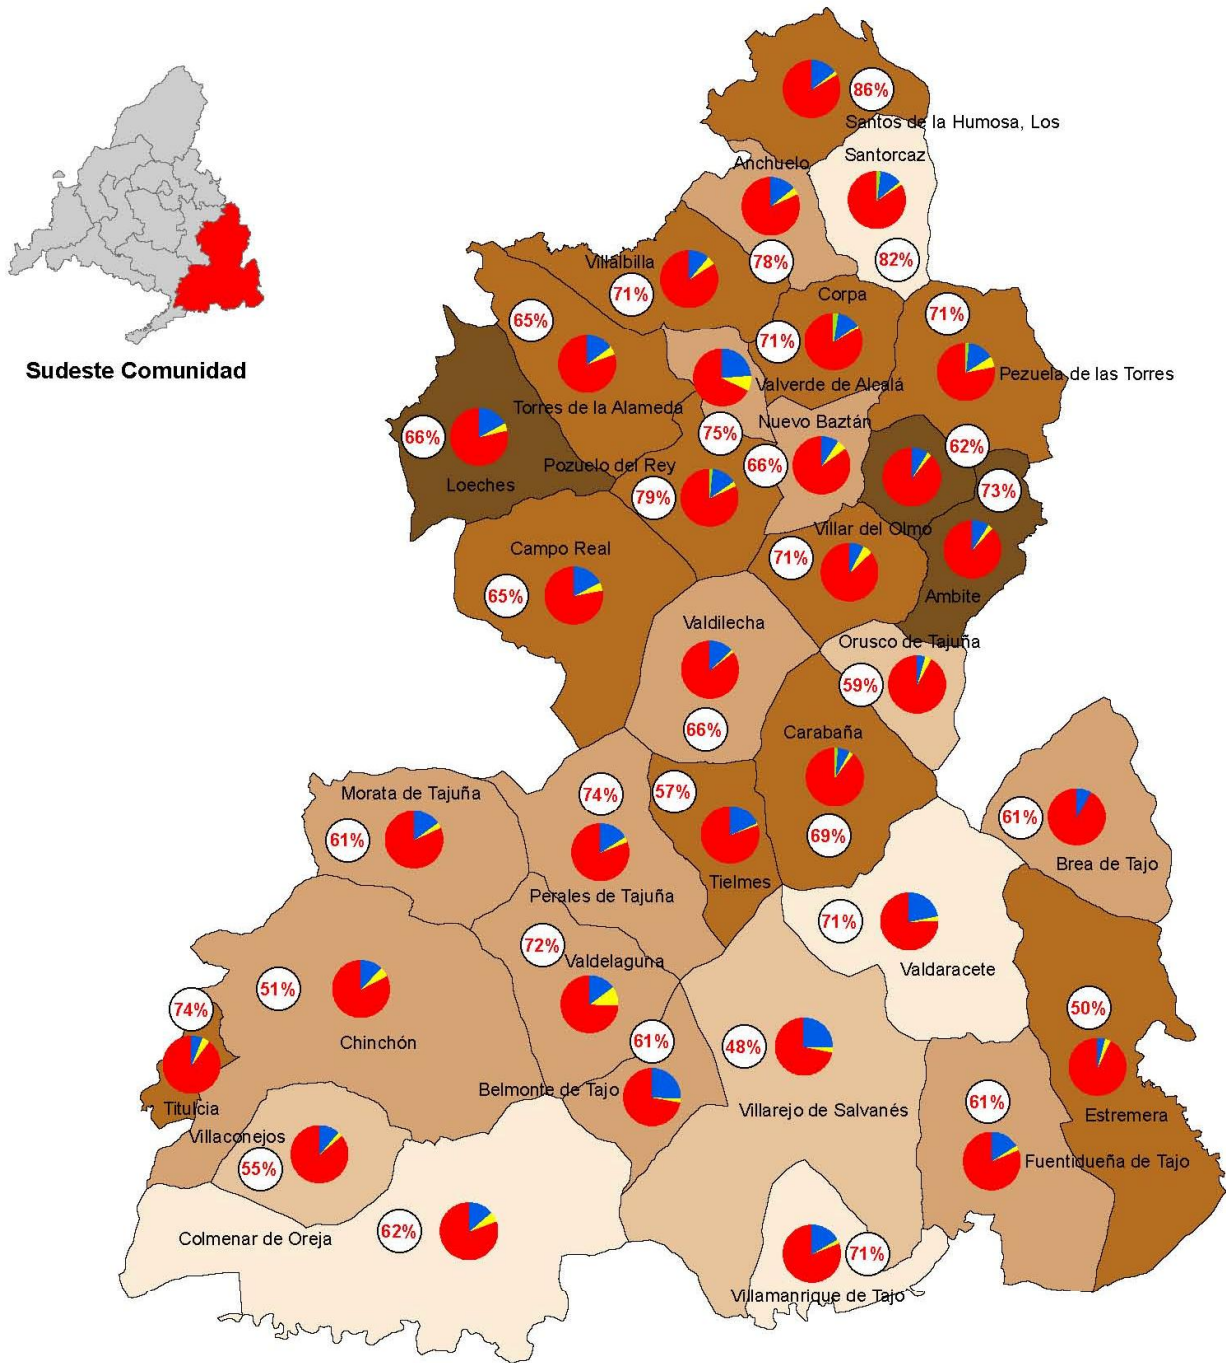 86%
Santos de la Humosa, Los
Anchuelo
Santorcaz
78%
82%
Villalbilla
71%
Corpa
65%
71%
71%
Pezuela de las Torres
Valverde de Alcalá
Torres de la Alameda
Sudeste Comunidad
66%
75%
Nuevo Baztán
62%
66%
Pozuelo del Rey
Loeches
79%
73%
Villar del Olmo
Campo Real
71%
65%
Ambite
Valdilecha
Orusco de Tajuña
59%
66%
Carabaña
Morata de Tajuña
74%
57%
61%
69%
61%
Brea de Tajo
Tielmes
Perales de Tajuña
71%
72%
Valdelaguna
Valdaracete
51%
74%
50%
Chinchón
61%
48%
Belmonte de Tajo
Titulcia
Villarejo de Salvanés
61%
Estremera
Villaconejos
55%
Fuentidueña de Tajo
Colmenar de Oreja
62%
71%
Villamanrique de Tajo